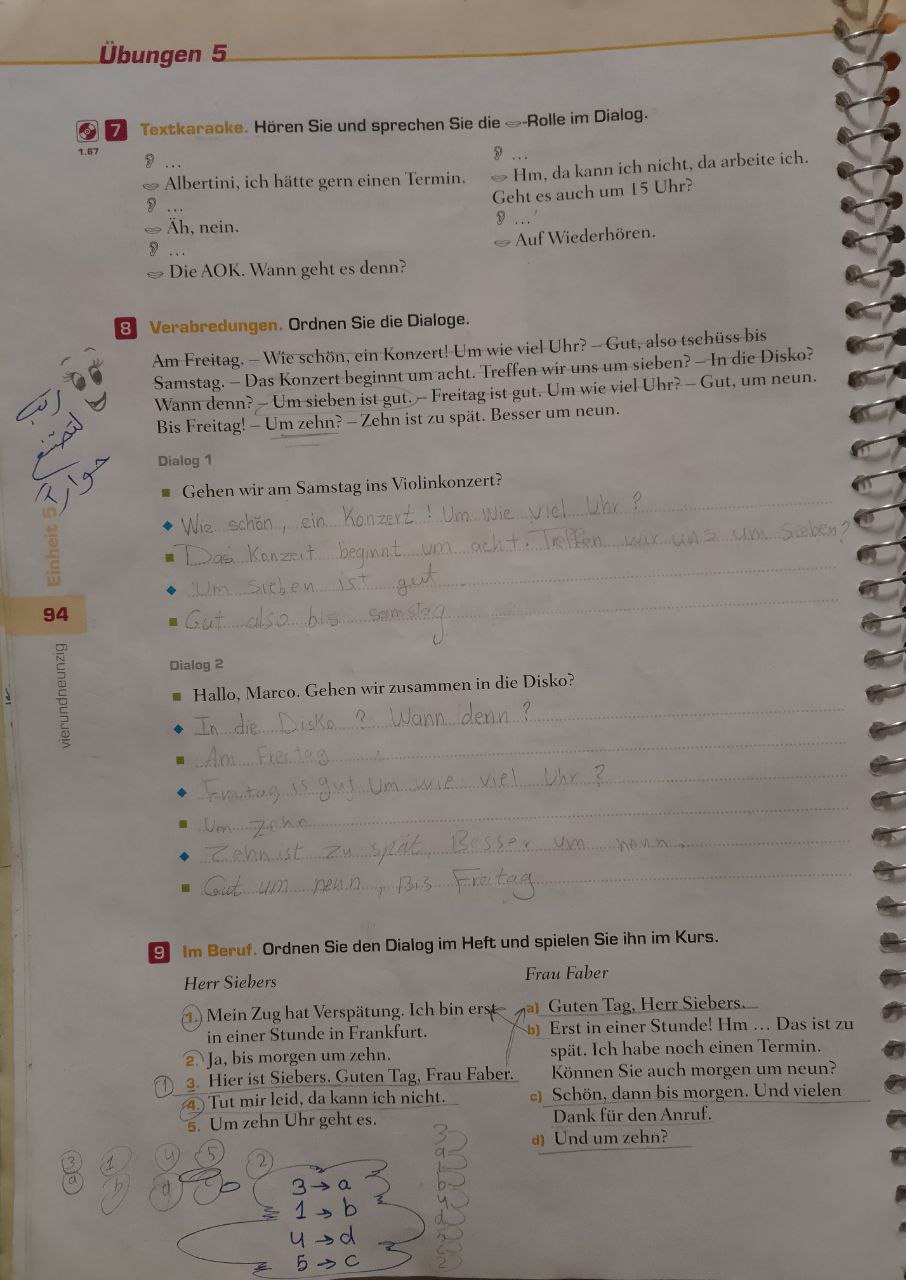 Übungen 5
7 Textkaraoke. Hören Sie und sprechen Sie die -Rolle im Dialog.
1.67
...
Albertini, ich hätte gern einen Termin.
...
Äh, nein.
...
Die AOK. Wann geht es denn?
...
Hm, da kann ich nicht, da arbeite ich.
Geht es auch um 15 Uhr?
...
Auf Wiederhören.
8 Verabredungen. Ordnen Sie die Dialoge.
Am Freitag. – Wie schön, ein Konzert! Um wie viel Uhr? – Gut, also tschüss bis
Samstag. – Das Konzert beginnt um acht. Treffen wir uns um sieben? – In die Disko?
Wann denn? – Um sieben ist gut. – Freitag ist gut. Um wie viel Uhr? – Gut, um neun.
Bis Freitag! – Um zehn? – Zehn ist zu spät. Besser um neun.
Dialog 1
Gehen wir am Samstag ins Violinkonzert?
Wie schön, ein Konzert! Um wie viel Uhr?
Das Konzert beginnt um acht. Treffen wir uns um sieben?
Um sieben ist gut
Gut also bis samstag
Dialog 2
Hallo, Marco. Gehen wir zusammen in die Disko?
In die Disko? Wann denn?
Am Freitag
Freitag is gut Um wie viel Uhr?
Um zehn
Zehn ist zu spät. Besser um neun.
Gut um neun, Bis Freitag
Einheit 5
94
vierundneunzig
9 Im Beruf. Ordnen Sie den Dialog im Heft und spielen Sie ihn im Kurs.
Herr Siebers
1. Mein Zug hat Verspätung. Ich bin erst
in einer Stunde in Frankfurt.
2. Ja, bis morgen um zehn.
1 3. Hier ist Siebers. Guten Tag, Frau Faber.
4. Tut mir leid, da kann ich nicht.
5. Um zehn Uhr geht es.
Frau Faber
a) Guten Tag, Herr Siebers.
b) Erst in einer Stunde! Hm ... Das ist zu
spät. Ich habe noch einen Termin.
Können Sie auch morgen um neun?
c) Schön, dann bis morgen. Und vielen
Dank für den Anruf.
d) Und um zehn?
3 1 4 5 2
a b d
3 → a
1 → b
4 → d
5 → c